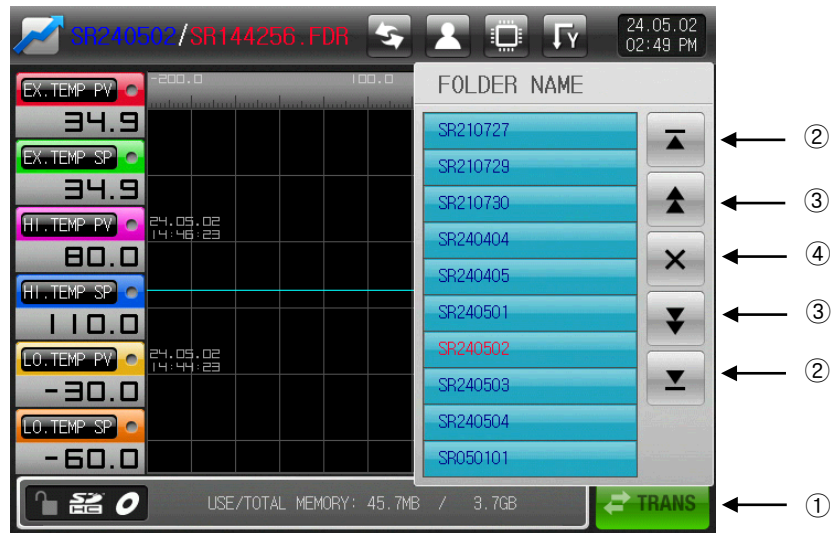 SR240502/SR144256.FDR
Y
24.05.02
02:49 PM
EX.TEMP PV
34.9
EX.TEMP SP
34.9
HI.TEMP PV
80.0
HI.TEMP SP
110.0
LO.TEMP PV
-30.0
LO.TEMP SP
-60.0
-200.0 100.0
24.05.02
14:46:23
24.05.02
14:44:23
FOLDER NAME
SR210727
SR210729
SR210730
SR240404
SR240405
SR240501
SR240502
SR240503
SR240504
SR050101
②
③
④
③
②
SD HC
USE/TOTAL MEMORY: 45.7MB / 3.7GB
TRANS
①